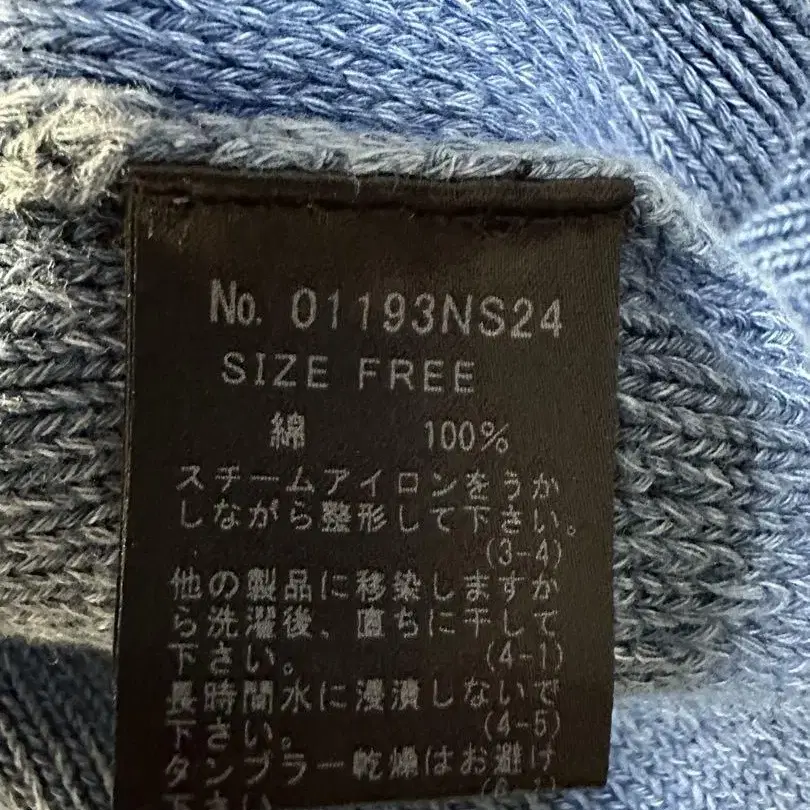 No. 01193NS24
SIZE FREE
綿 100%
スチームアイロンをうか
しながら整形して下さい。
(3-4)
他の製品に移染しますか
ら洗濯後、直ちに干して
下さい。 (4-1)
長時間水に浸漬しないで
下さい。 (4-5)
タンブラー乾燥はお避け
下さい